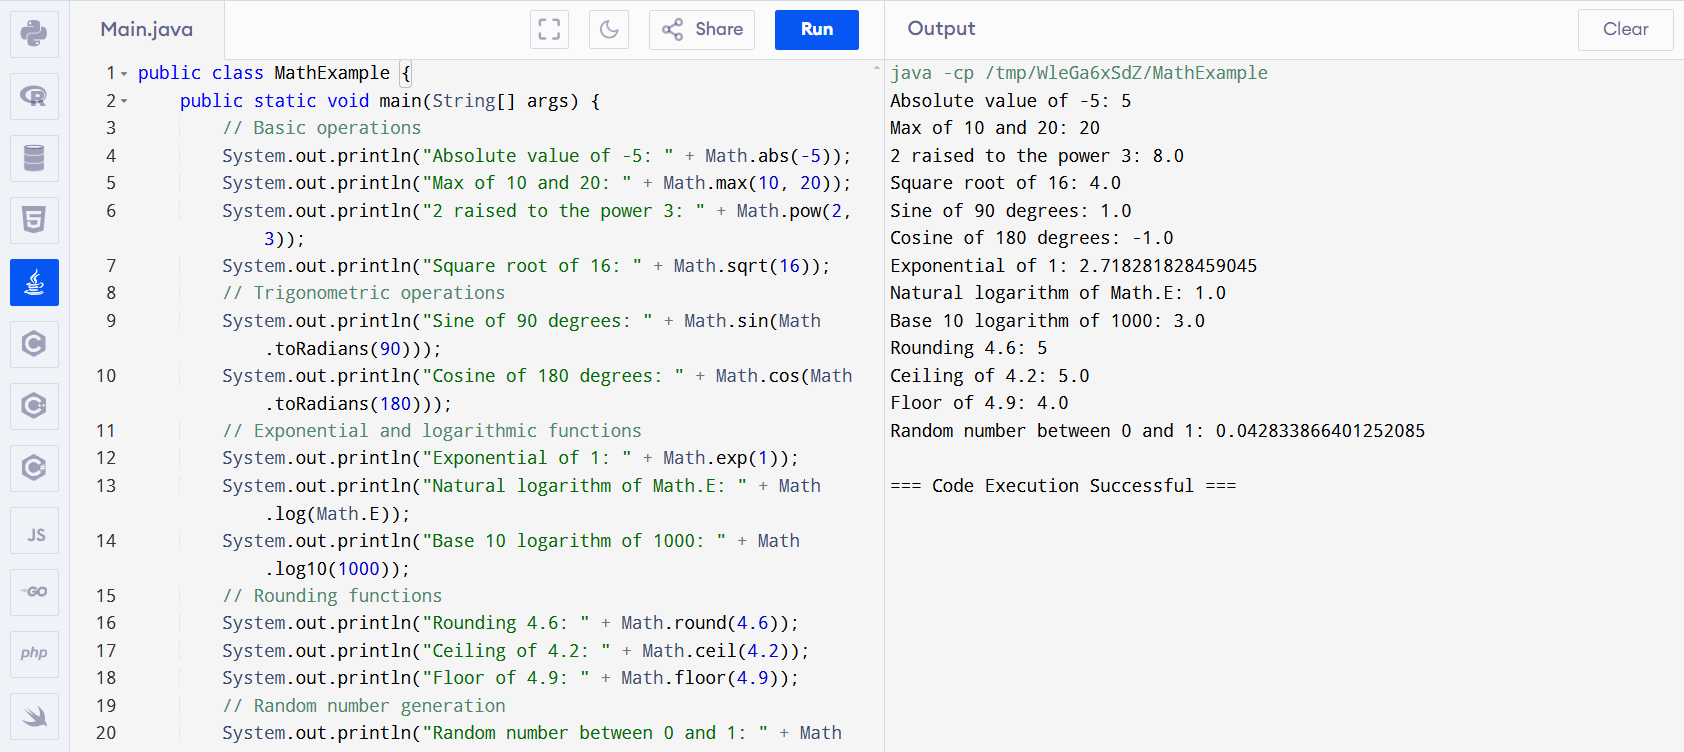 Main.java
Share
Run
Output
Clear
1 public class MathExample {
2 public static void main(String[] args) {
3 // Basic operations
4 System.out.println("Absolute value of -5: " + Math.abs(-5));
5 System.out.println("Max of 10 and 20: " + Math.max(10, 20));
6 System.out.println("2 raised to the power 3: " + Math.pow(2,
3));
7 System.out.println("Square root of 16: " + Math.sqrt(16));
8 // Trigonometric operations
9 System.out.println("Sine of 90 degrees: " + Math.sin(Math
.toRadians(90)));
10 System.out.println("Cosine of 180 degrees: " + Math.cos(Math
.toRadians(180)));
11 // Exponential and logarithmic functions
12 System.out.println("Exponential of 1: " + Math.exp(1));
13 System.out.println("Natural logarithm of Math.E: " + Math
.log(Math.E));
14 System.out.println("Base 10 logarithm of 1000: " + Math
.log10(1000));
15 // Rounding functions
16 System.out.println("Rounding 4.6: " + Math.round(4.6));
17 System.out.println("Ceiling of 4.2: " + Math.ceil(4.2));
18 System.out.println("Floor of 4.9: " + Math.floor(4.9));
19 // Random number generation
20 System.out.println("Random number between 0 and 1: " + Math
java -cp /tmp/WleGa6xSdZ/MathExample
Absolute value of -5: 5
Max of 10 and 20: 20
2 raised to the power 3: 8.0
Square root of 16: 4.0
Sine of 90 degrees: 1.0
Cosine of 180 degrees: -1.0
Exponential of 1: 2.718281828459045
Natural logarithm of Math.E: 1.0
Base 10 logarithm of 1000: 3.0
Rounding 4.6: 5
Ceiling of 4.2: 5.0
Floor of 4.9: 4.0
Random number between 0 and 1: 0.042833866401252085
=== Code Execution Successful ===
R
5
C
C
C
JS
GO
php